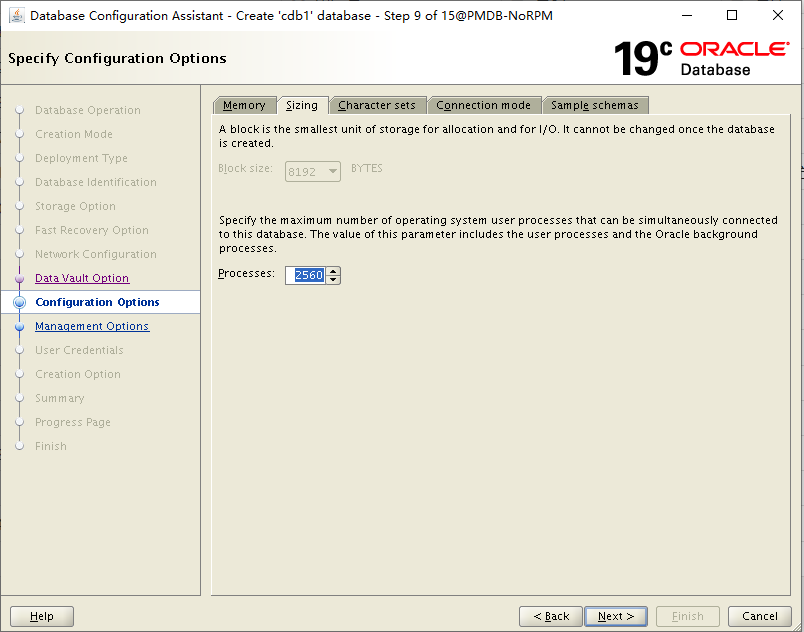 Database Configuration Assistant - Create 'cdb1' database - Step 9 of 15@PMDB-NoRPM
Specify Configuration Options
19c ORACLE
Database
Database Operation
Creation Mode
Deployment Type
Database Identification
Storage Option
Fast Recovery Option
Network Configuration
Data Vault Option
Configuration Options
Management Options
User Credentials
Creation Option
Summary
Progress Page
Finish
Memory Sizing Character sets Connection mode Sample schemas
A block is the smallest unit of storage for allocation and for I/O. It cannot be changed once the database
is created.
Block size: 8192 BYTES
Specify the maximum number of operating system user processes that can be simultaneously connected
to this database. The value of this parameter includes the user processes and the Oracle background
processes.
Processes: 2560
Help < Back Next > Finish Cancel